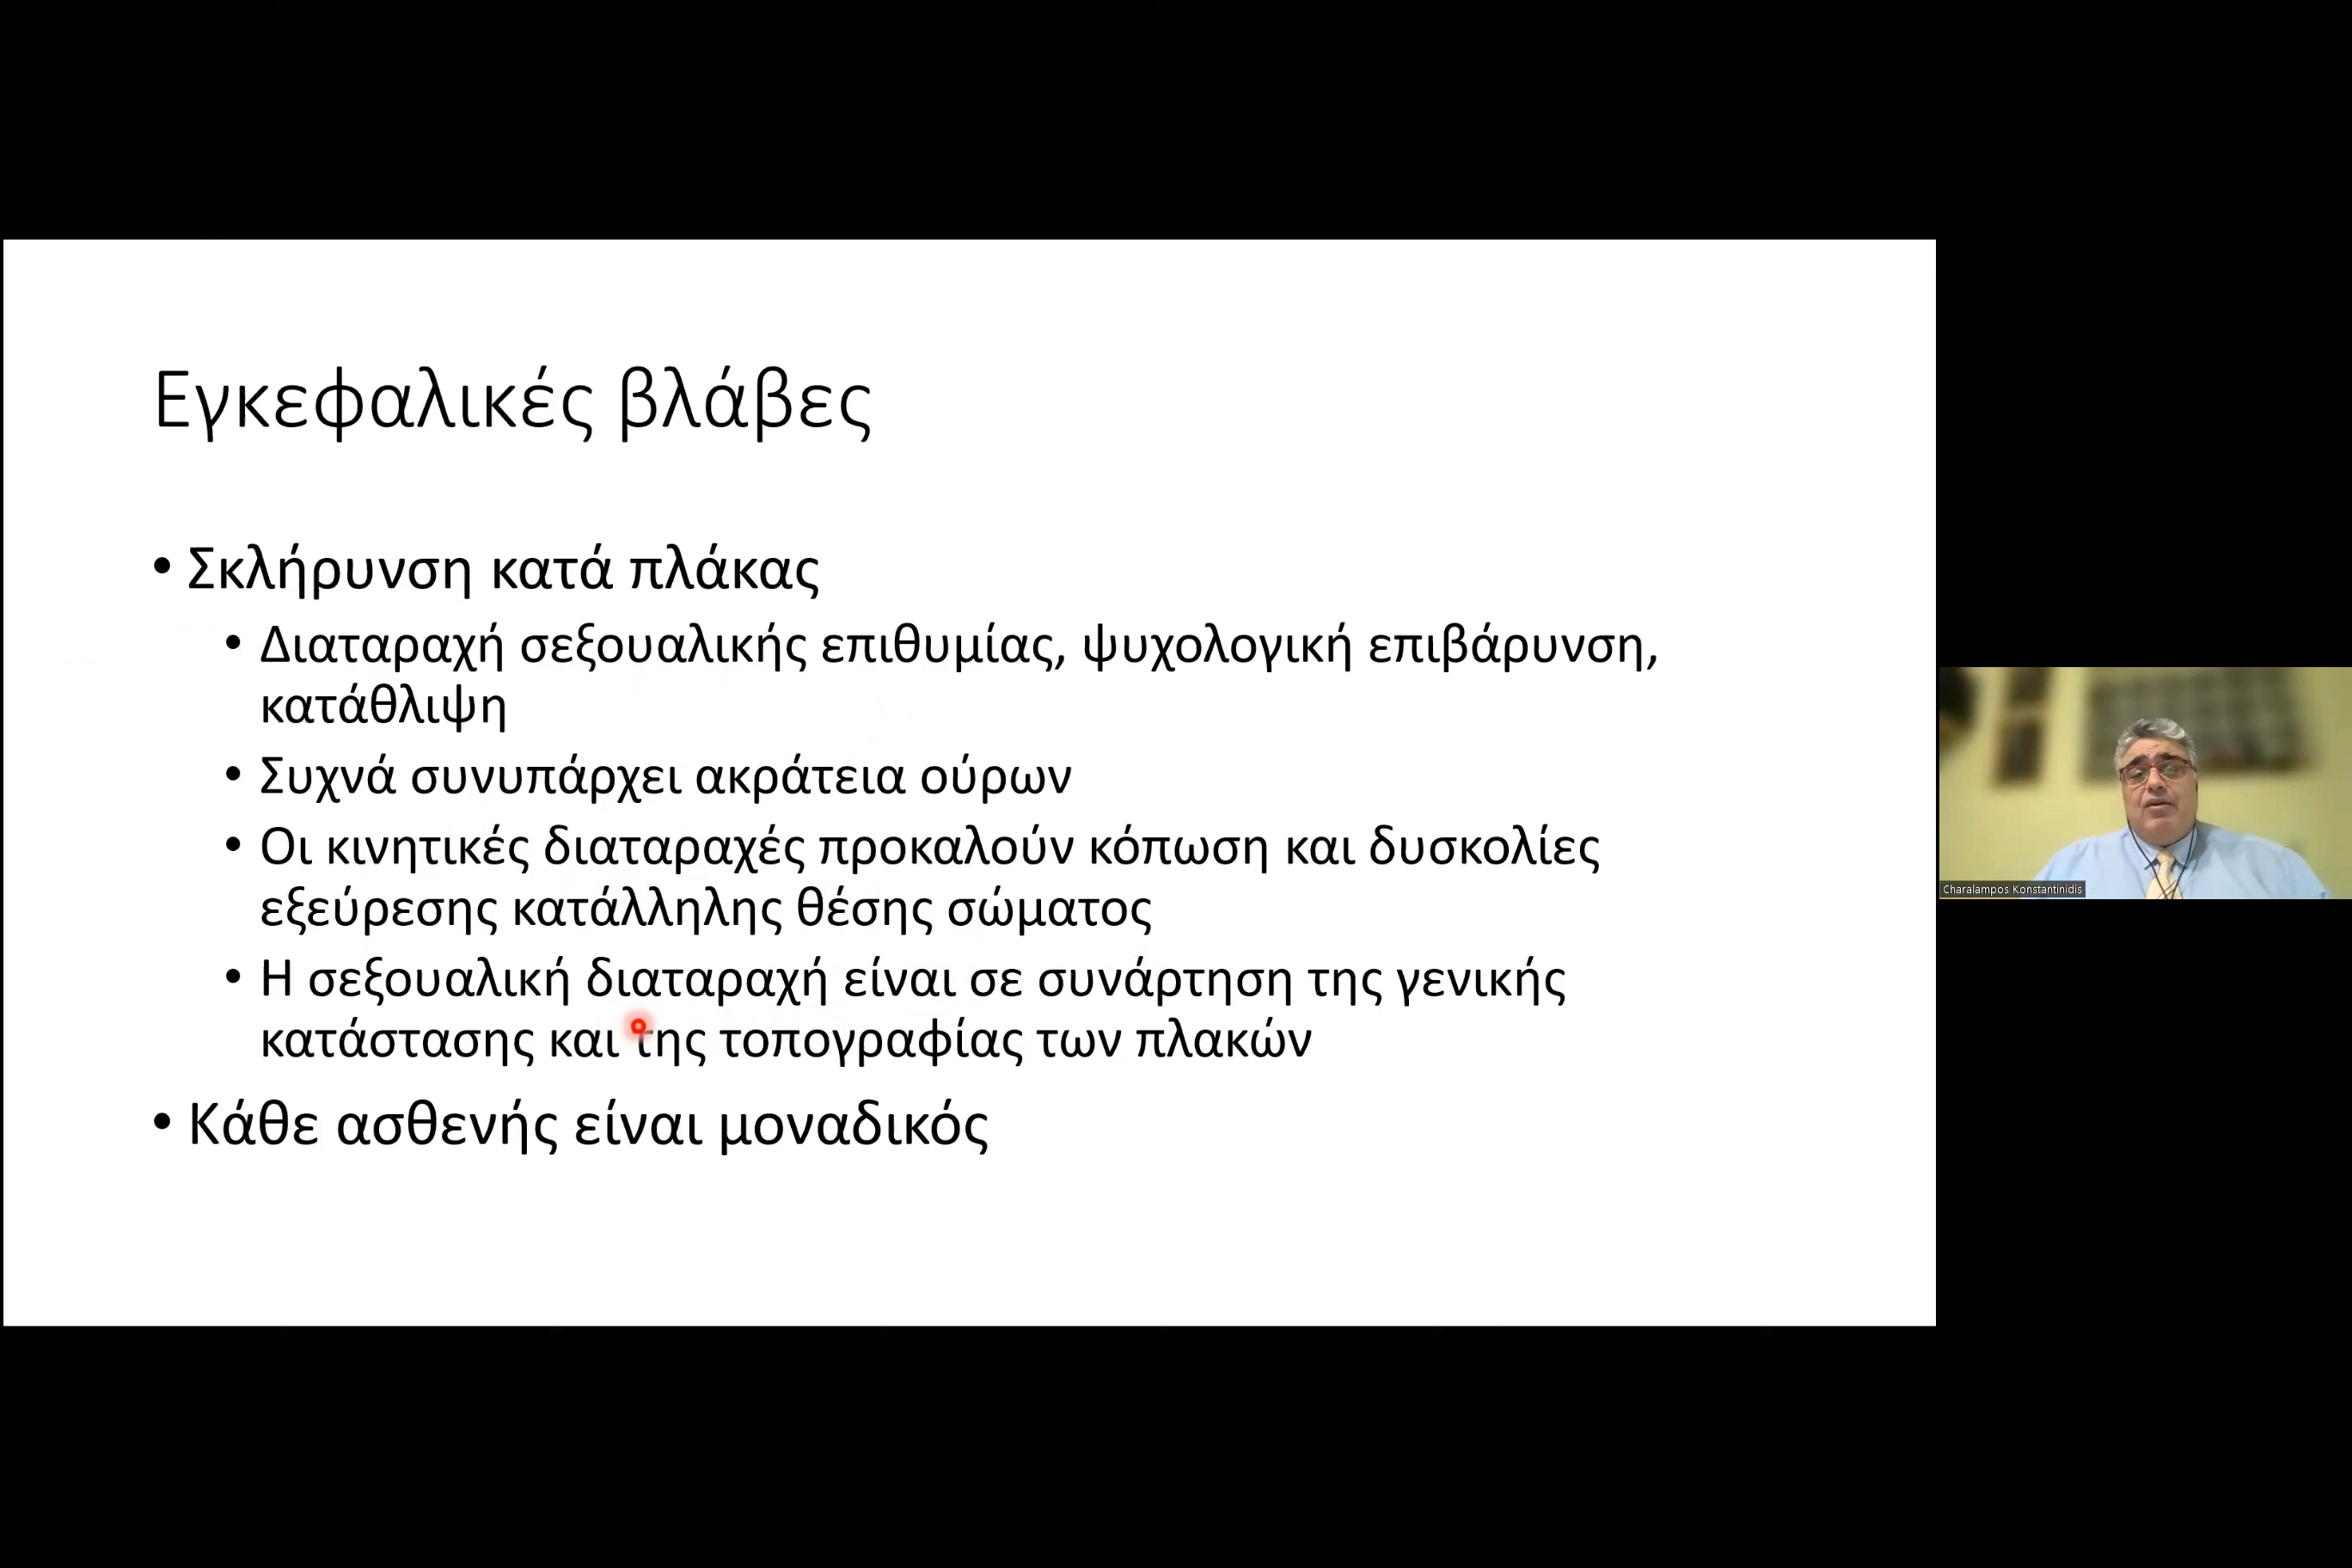 Εγκεφαλικές βλάβες
• Σκλήρυνση κατά πλάκας
• Διαταραχή σεξουαλικής επιθυμίας, ψυχολογική επιβάρυνση,
κατάθλιψη
• Συχνά συνυπάρχει ακράτεια ούρων
• Οι κινητικές διαταραχές προκαλούν κόπωση και δυσκολίες
εξεύρεσης κατάλληλης θέσης σώματος
• Η σεξουαλική διαταραχή είναι σε συνάρτηση της γενικής
κατάστασης και της τοπογραφίας των πλακών
• Κάθε ασθενής είναι μοναδικός
Charalampos Konstantinidis